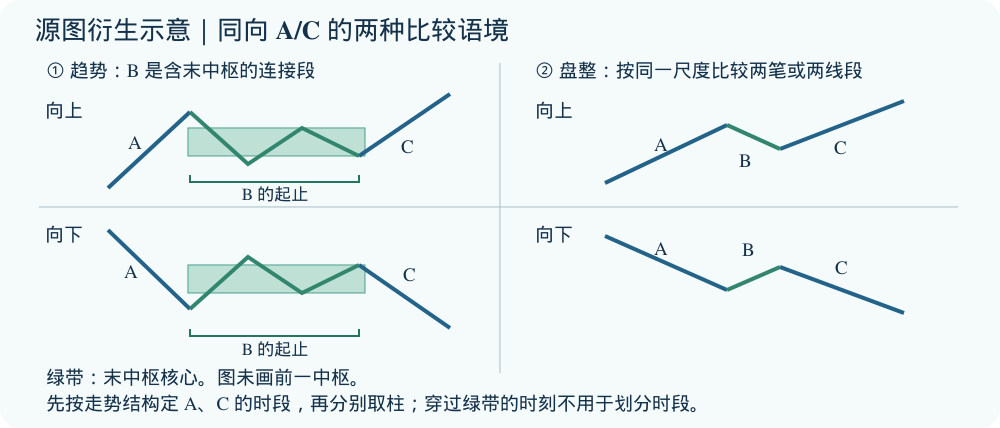 源图衍生示意｜同向 A/C 的两种比较语境
① 趋势：B 是含末中枢的连接段
向上
A
C
B 的起止
② 盘整：按同一尺度比较两笔或两线段
向上
A
B
C
向下
A
C
B 的起止
向下
A
B
C
绿带：末中枢核心。图未画前一中枢。
先按走势结构定 A、C 的时段，再分别取柱；穿过绿带的时刻不用于划分时段。